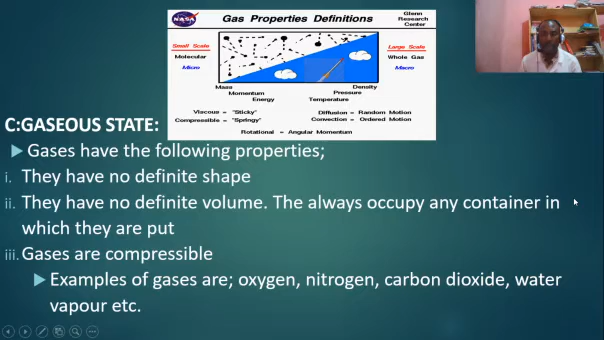 NASA
Gas Properties Definitions
Glenn
Research
Center
Small Scale
Molecular
Micro
Large Scale
Whole Gas
Macro
Mass
Momentum
Energy
Density
Pressure
Temperature
Viscous = "Sticky"
Compressible = "Springy"
Diffusion = Random Motion
Convection = Ordered Motion
Rotational = Angular Momentum
C:GASEOUS STATE:
Gases have the following properties;
i. They have no definite shape
ii. They have no definite volume. The always occupy any container in
which they are put
iii. Gases are compressible
Examples of gases are; oxygen, nitrogen, carbon dioxide, water
vapour etc.